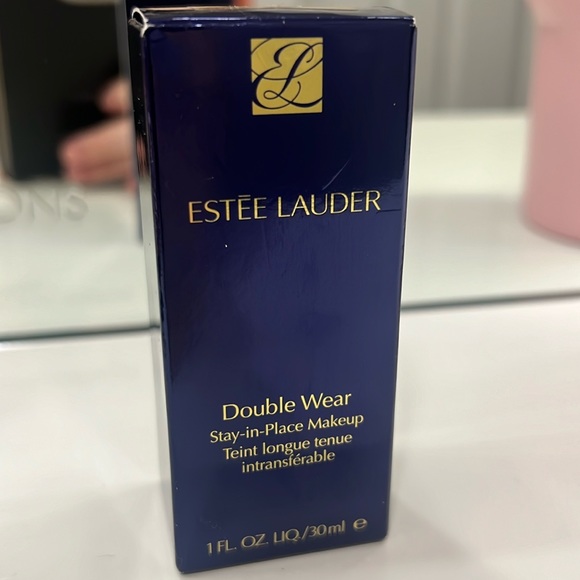 ESTĒE LAUDER
Double Wear
Stay-in-Place Makeup
Teint longue tenue
intransférable
1 FL. OZ. LIQ./30ml e